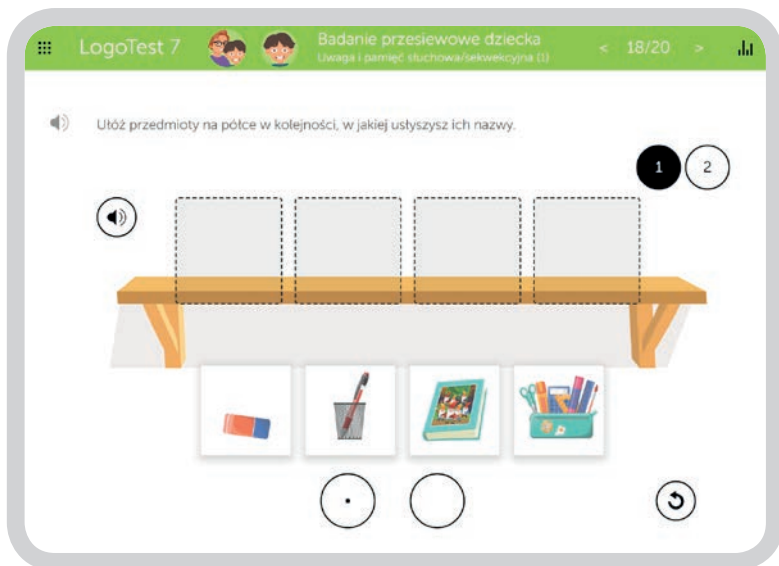 LogoTest 7
Badanie przesiewowe dziecka
Uwaga i pamięć słuchowa/sekwekcyjna (1)
< 18/20 >
Ułóż przedmioty na półce w kolejności, w jakiej usłyszysz ich nazwy.
1 2